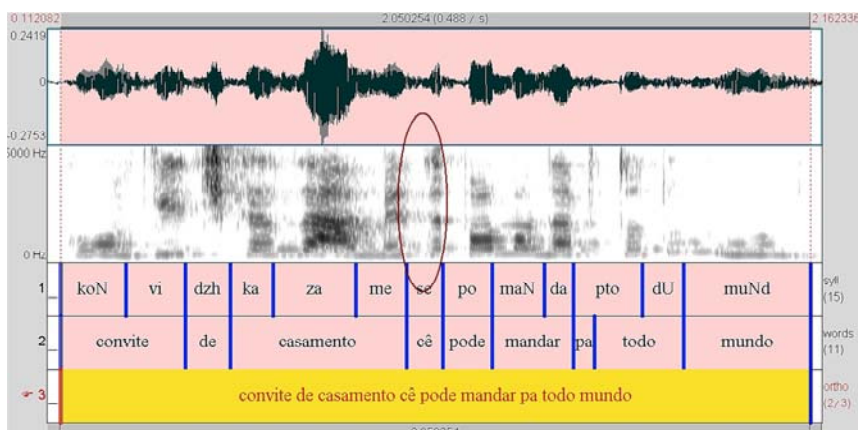 0.112082 2.050254 (0.488 / s) 2.162336
0.2419
0
-0.2753
5000 Hz
0 Hz
1 koN vi dzh ka za me se po maN da pto dU muNd syll (15)
2 convite de casamento cê pode mandar pa todo mundo words (11)
3 convite de casamento cê pode mandar pa todo mundo ortho (2/3)